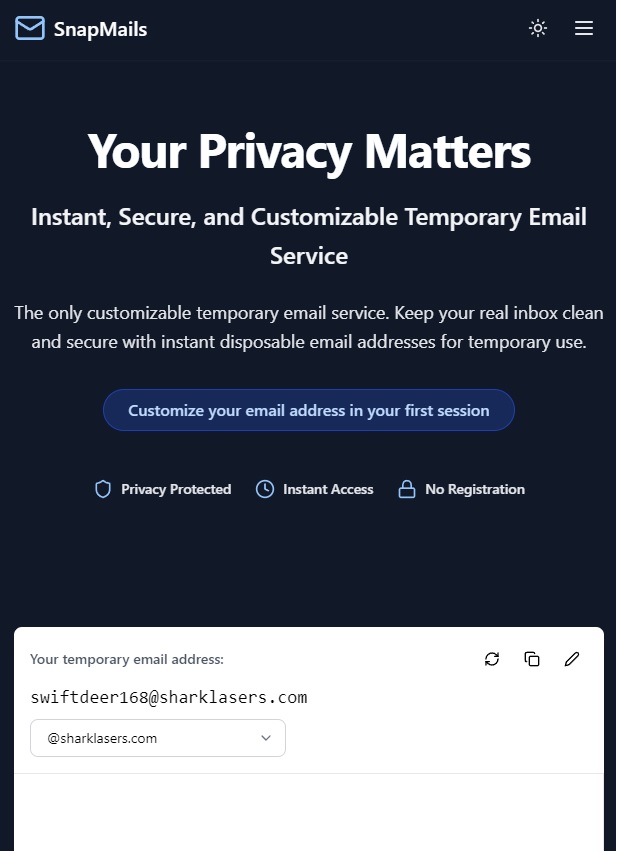 SnapMails
Your Privacy Matters
Instant, Secure, and Customizable Temporary Email
Service
The only customizable temporary email service. Keep your real inbox clean
and secure with instant disposable email addresses for temporary use.
Customize your email address in your first session
Privacy Protected
Instant Access
No Registration
Your temporary email address:
swiftdeer168@sharklasers.com
@sharklasers.com